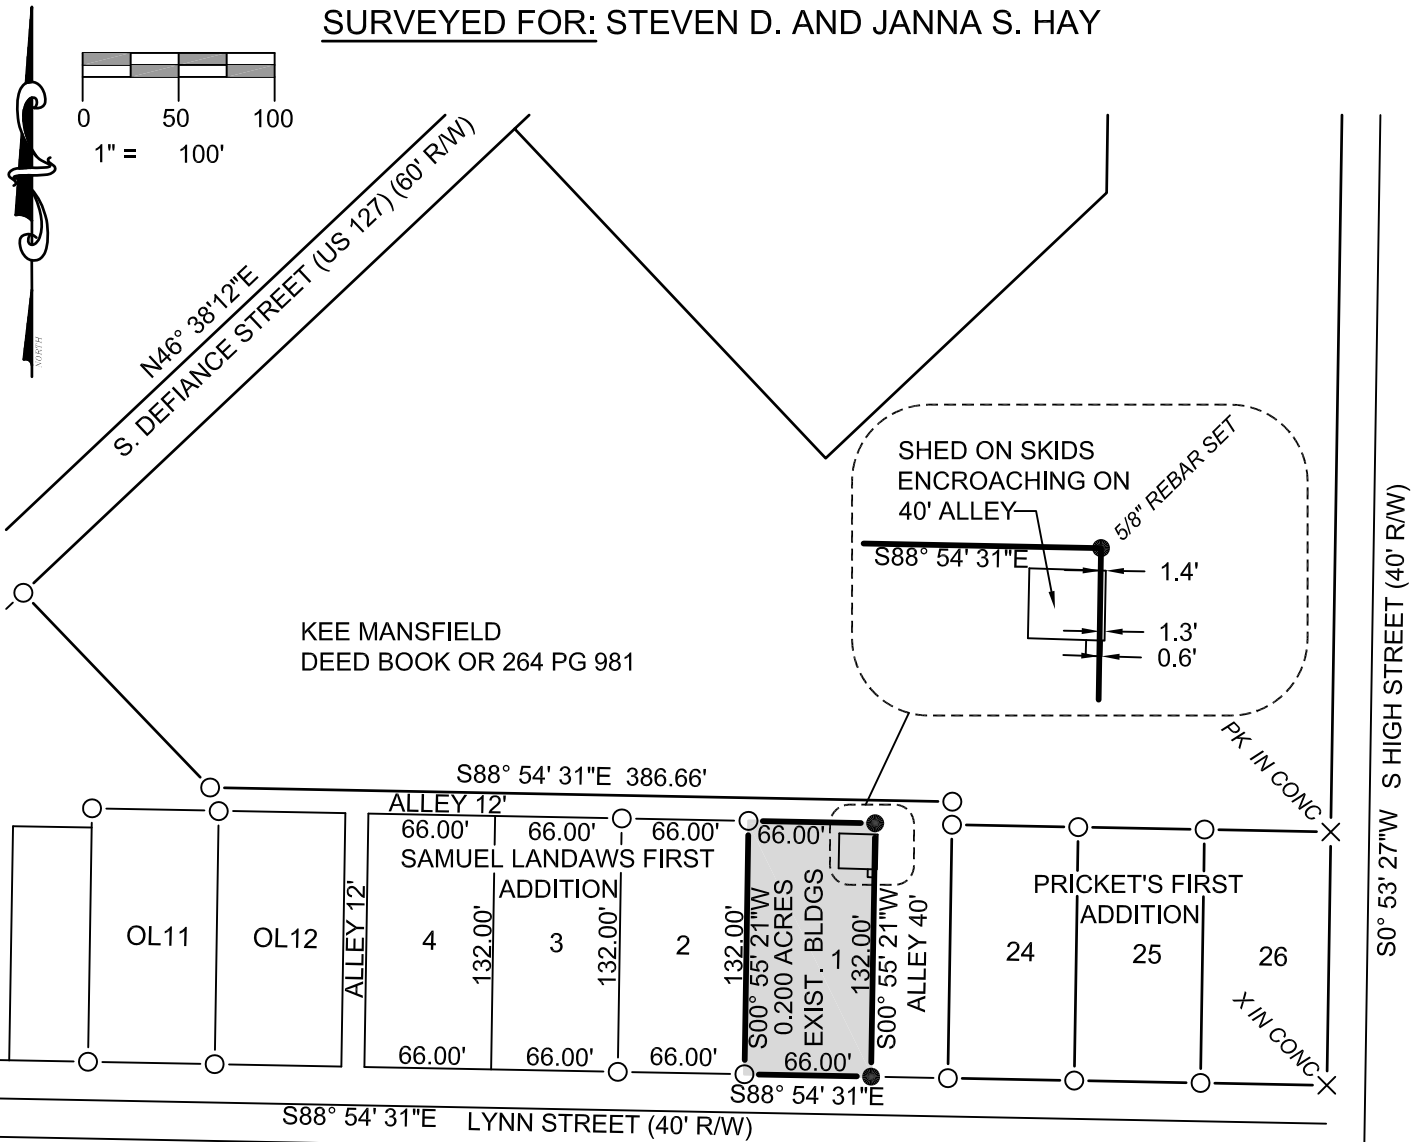 SURVEYED FOR: STEVEN D. AND JANNA S. HAY
0 50 100
1" = 100'
NORTH
N46° 38'12"E
S. DEFIANCE STREET (US 127) (60' R/W)
SHED ON SKIDS
ENCROACHING ON
40' ALLEY
5/8" REBAR SET
S88° 54' 31"E
1.4'
1.3'
0.6'
KEE MANSFIELD
DEED BOOK OR 264 PG 981
S0° 53' 27"W S HIGH STREET (40' R/W)
PK IN CONC
S88° 54' 31"E 386.66'
ALLEY 12'
66.00' 66.00' 66.00' 66.00'
SAMUEL LANDAWS FIRST
ADDITION
PRICKET'S FIRST
ADDITION
OL11 OL12
ALLEY 12'
4
132.00'
3
132.00'
2
132.00'
S00° 55' 21"W
0.200 ACRES
EXIST. BLDGS
1
132.00'
S00° 55' 21"W
ALLEY 40'
24 25 26
X IN CONC
66.00' 66.00' 66.00' 66.00'
S88° 54' 31"E
S88° 54' 31"E LYNN STREET (40' R/W)